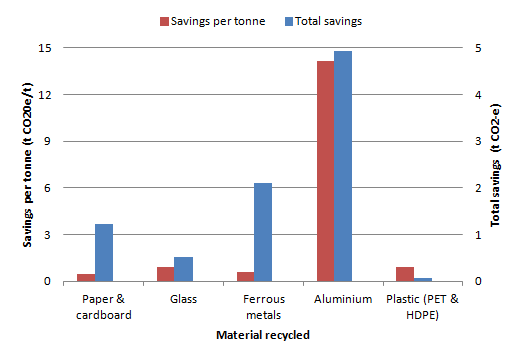 Savings per tonne Total savings
15
12
9
6
3
0
Savings per tonne (t CO20e/t)
5
4
3
2
1
0
Total savings (t CO2-e)
Paper &
cardboard
Glass
Ferrous
metals
Aluminium
Plastic (PET &
HDPE)
Material recycled